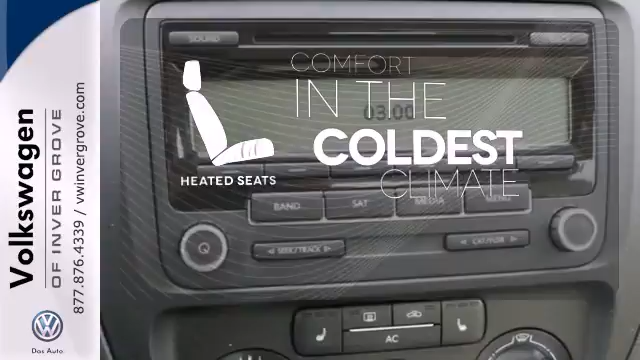 Volkswagen
OF INVER GROVE
877.876.4339 / vwinvergrove.com
Das Auto.
COMFORT
IN THE
COLDEST
CLIMATE
HEATED SEATS
SOUND
03:00
BAND
SAT
MEDIA
MENU
SEEK/TRACK
CAT/FOLDER
AC